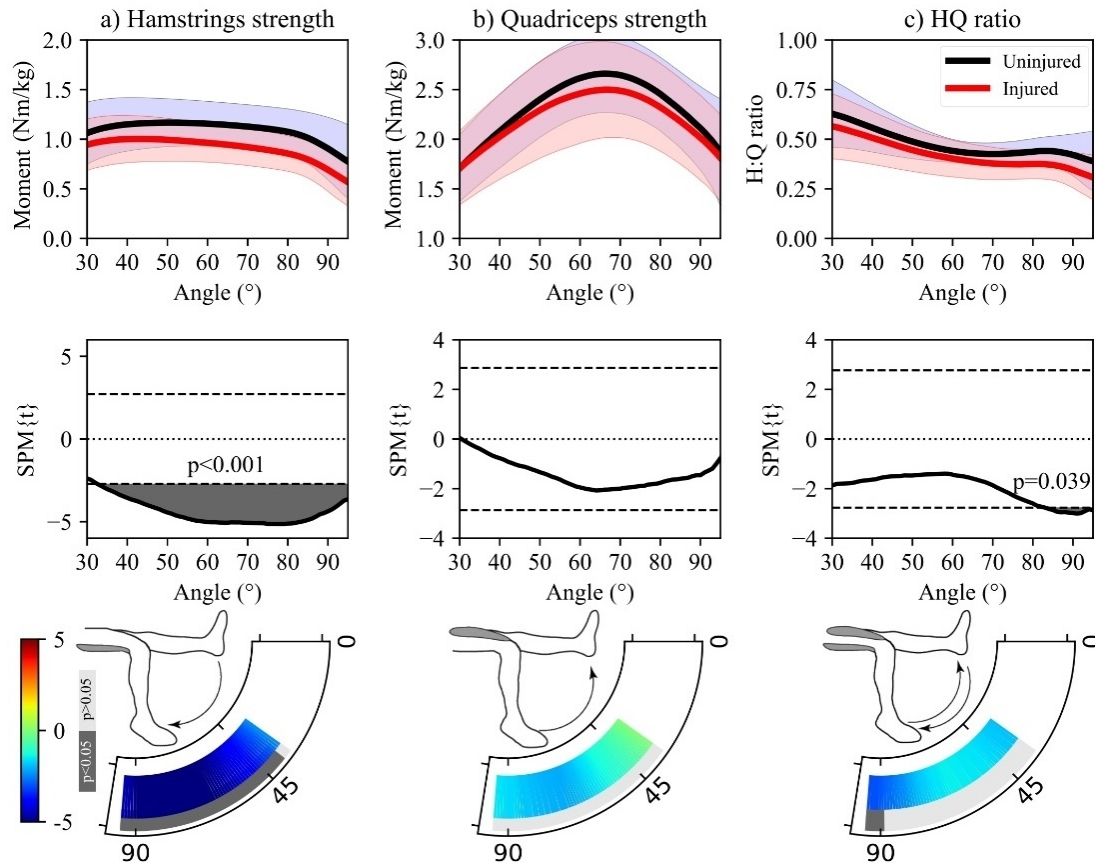 a) Hamstrings strength
b) Quadriceps strength
c) HQ ratio
Moment (Nm/kg)
2.0
1.5
1.0
0.5
0.0
30 40 50 60 70 80 90
Angle (°)
Moment (Nm/kg)
3.0
2.5
2.0
1.5
1.0
30 40 50 60 70 80 90
Angle (°)
H:Q ratio
1.00
0.75
0.50
0.25
0.00
Uninjured
Injured
30 40 50 60 70 80 90
Angle (°)
SPM{t}
5
0
−5
p<0.001
30 40 50 60 70 80 90
Angle (°)
SPM{t}
4
2
0
−2
−4
30 40 50 60 70 80 90
Angle (°)
SPM{t}
4
2
0
−2
−4
p=0.039
30 40 50 60 70 80 90
Angle (°)
5
0
-5
p>0.05
p<0.05
0
45
90
0
45
90
0
45
90